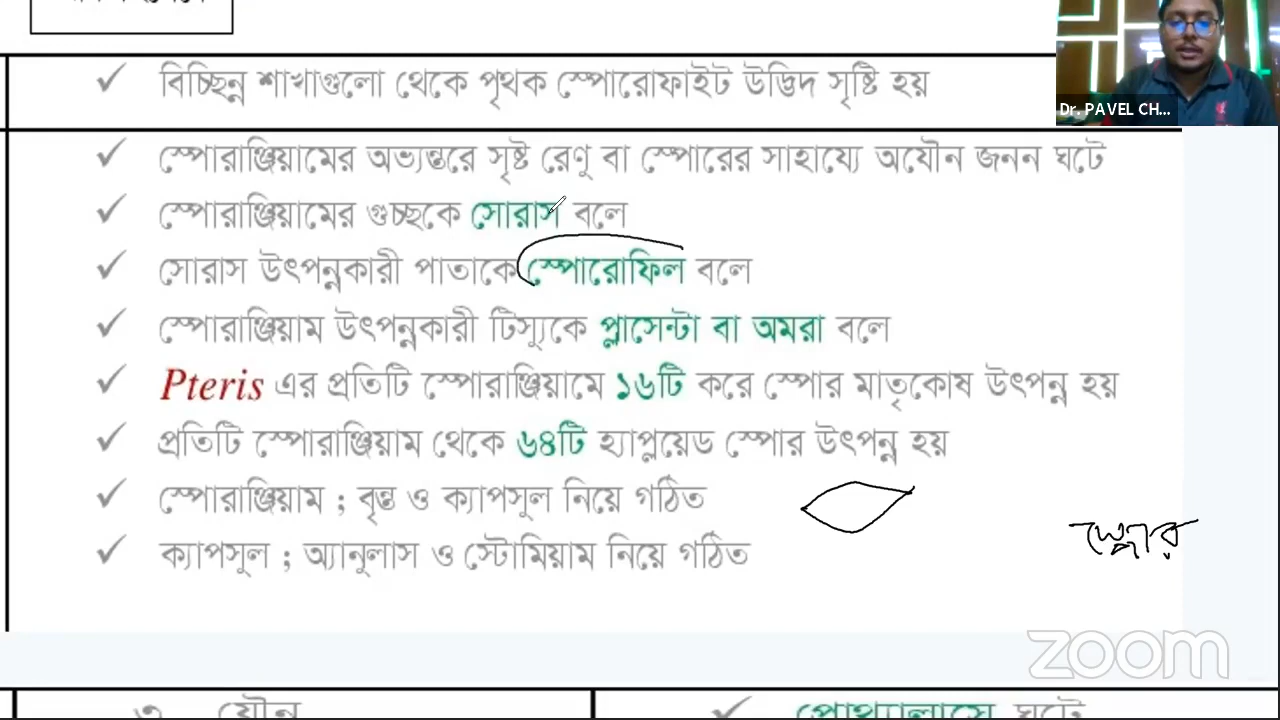 Dr. PAVEL CH...
✓ বিচ্ছিন্ন শাখাগুলো থেকে পৃথক স্পোরোফাইট উদ্ভিদ সৃষ্টি হয়
✓ স্পোরাঞ্জিয়ামের অভ্যন্তরে সৃষ্ট রেণু বা স্পোরের সাহায্যে অযৌন জনন ঘটে
✓ স্পোরাঞ্জিয়ামের গুচ্ছকে সোরাস বলে
✓ সোরাস উৎপন্নকারী পাতাকে স্পোরোফিল বলে
✓ স্পোরাঞ্জিয়াম উৎপন্নকারী টিস্যুকে প্লাসেন্টা বা অমরা বলে
✓ Pteris এর প্রতিটি স্পোরাঞ্জিয়ামে ১৬টি করে স্পোর মাতৃকোষ উৎপন্ন হয়
✓ প্রতিটি স্পোরাঞ্জিয়াম থেকে ৬৪টি হ্যাপ্লয়েড স্পোর উৎপন্ন হয়
✓ স্পোরাঞ্জিয়াম ; বৃন্ত ও ক্যাপসুল নিয়ে গঠিত
স্পোর
✓ ক্যাপসুল ; অ্যানুলাস ও স্টোমিয়াম নিয়ে গঠিত
zoom
৩. যৌন
✓ প্রোথ্যালাসে ঘটে